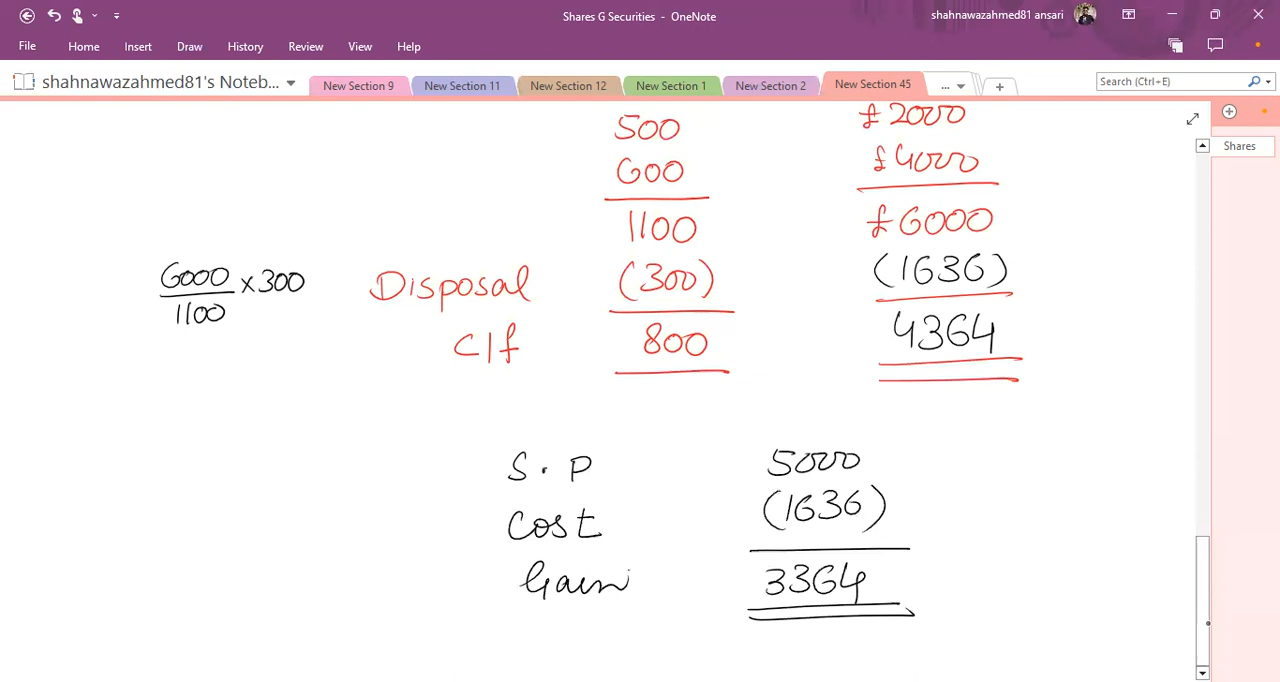 Shares G Securities - OneNote
shahnawazahmed81 ansari
File Home Insert Draw History Review View Help
shahnawazahmed81's Noteb...
New Section 9
New Section 11
New Section 12
New Section 1
New Section 2
New Section 45
...
Search (Ctrl+E)
Shares
500 £2000
600 £4000
1100 £6000
6000/1100 × 300
Disposal (300) (1636)
C/f 800 4364
S.P 5000
Cost (1636)
Gain 3364